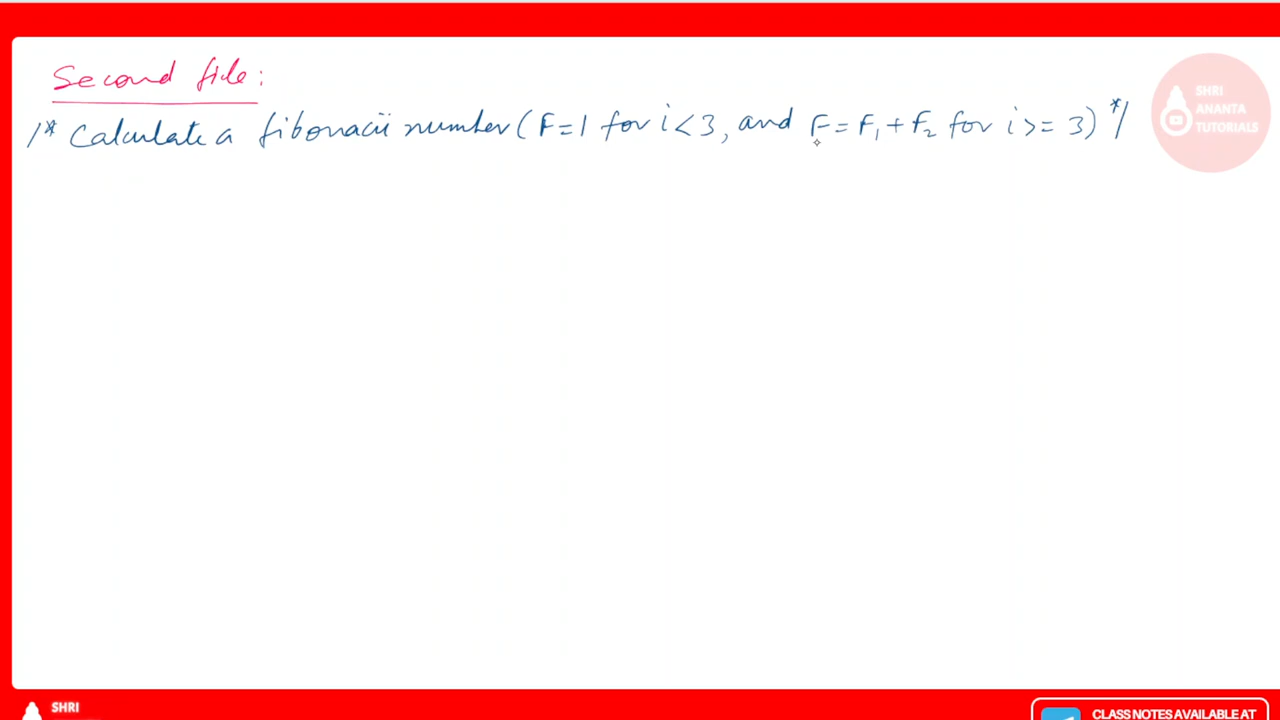 Second file:
/* Calculate a fibonacii number (F=1 for i<3, and F = F1 + F2 for i >= 3) */
SHRI
ANANTA
TUTORIALS
SHRI
CLASS NOTES AVAILABLE AT